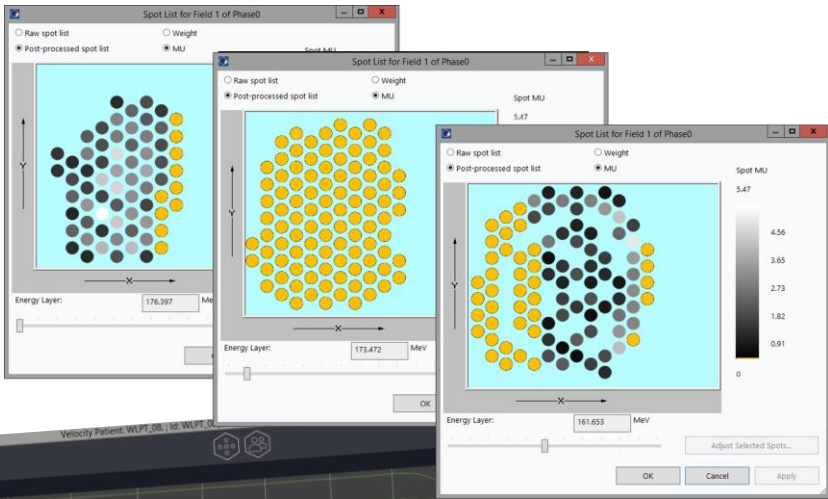 Spot List for Field 1 of Phase0
Raw spot list
Weight
Post-processed spot list
MU
Spot MU
Y
X
Energy Layer:
176.397
Me
Spot List for Field 1 of Phase0
Raw spot list
Weight
Post-processed spot list
MU
Spot MU
5.47
Y
X
Energy Layer:
173.472
MeV
OK
Spot List for Field 1 of Phase0
Raw spot list
Weight
Post-processed spot list
MU
Spot MU
5.47
4.56
3.65
2.73
1.82
0.91
0
Y
X
Energy Layer:
161.653
MeV
Adjust Selected Spots...
OK
Cancel
Apply
Velocity Patient: WLPT_08, ; Id: WLPT_0